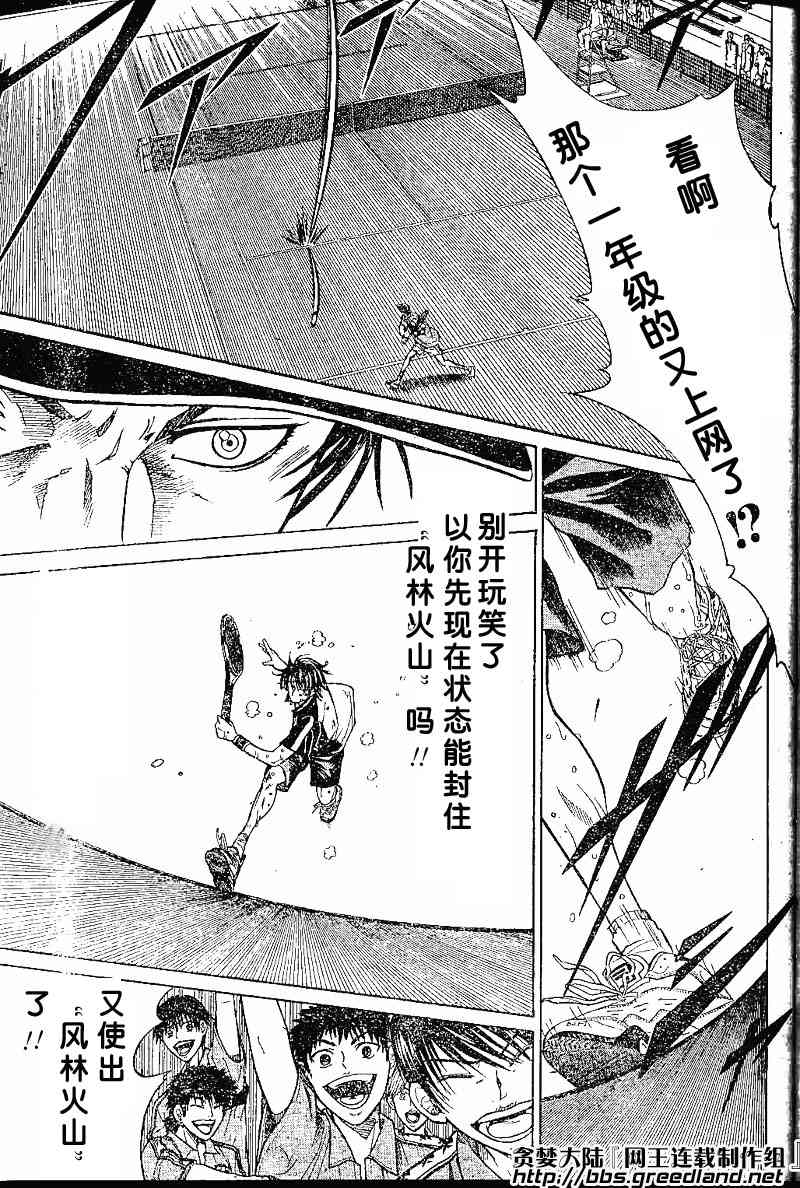 看啊
那个一年级的又上网了!?
别开玩笑了
以你先现在状态能封住
“风林火山”吗!!
又使出
“风林火山”
了!!
贪婪大陆『网王连载制作组』
http://bbs.greedland.net